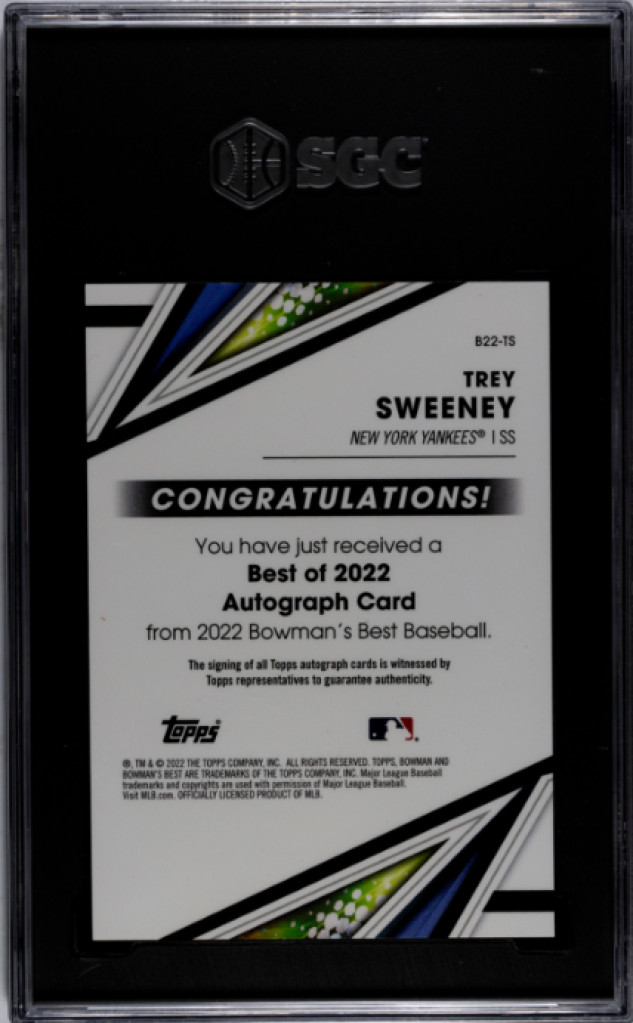 SGC
B22-TS
TREY
SWEENEY
NEW YORK YANKEES® | SS
CONGRATULATIONS!
You have just received a
Best of 2022
Autograph Card
from 2022 Bowman's Best Baseball.
The signing of all Topps autograph cards is witnessed by
Topps representatives to guarantee authenticity.
Topps®
®, TM & © 2022 THE TOPPS COMPANY, INC. ALL RIGHTS RESERVED. TOPPS, BOWMAN AND
BOWMAN'S BEST ARE TRADEMARKS OF THE TOPPS COMPANY, INC. Major League Baseball
trademarks and copyrights are used with permission of Major League Baseball.
Visit MLB.com. OFFICIALLY LICENSED PRODUCT OF MLB.